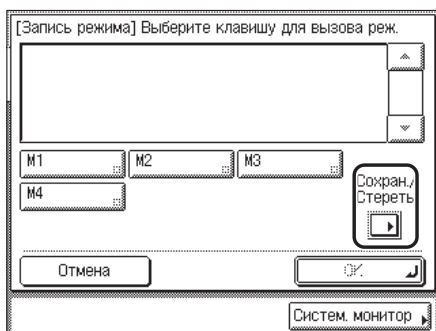 [Запись режима] Выберите клавишу для вызова реж.
M1 M2 M3
M4
Сохран./
Стереть
Отмена OK
Систем. монитор